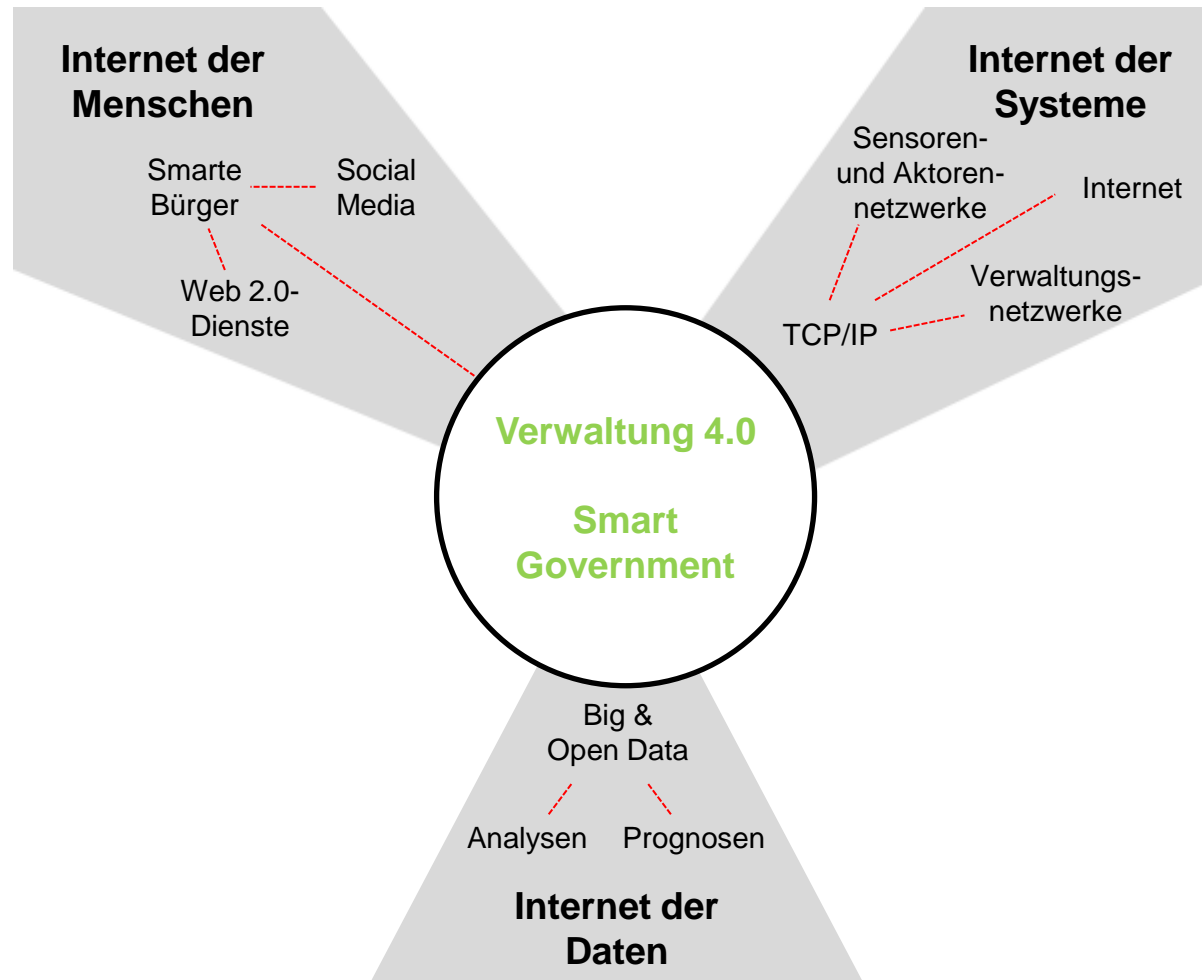 Internet der
Menschen
Smarte
Bürger
Social
Media
Web 2.0-
Dienste
Internet der
Systeme
Sensoren-
und Aktoren-
netzwerke
Internet
Verwaltungs-
netzwerke
TCP/IP
Verwaltung 4.0
Smart
Government
Big &
Open Data
Analysen
Prognosen
Internet der
Daten